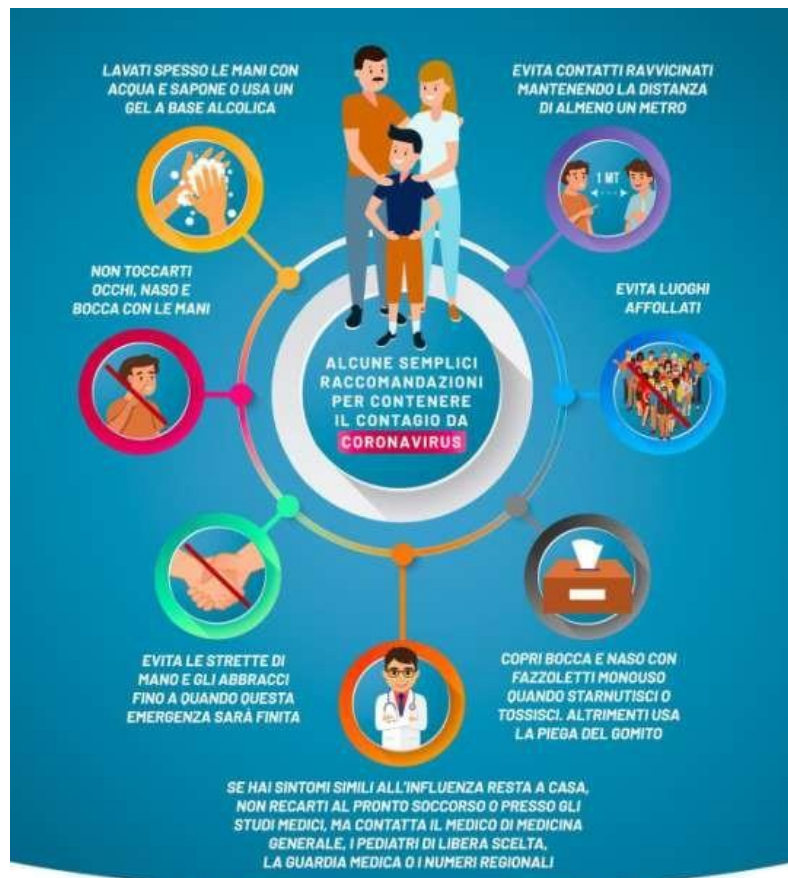 LAVATI SPESSO LE MANI CON
ACQUA E SAPONE O USA UN
GEL A BASE ALCOLICA
EVITA CONTATTI RAVVICINATI
MANTENENDO LA DISTANZA
DI ALMENO UN METRO
1 MT
NON TOCCARTI
OCCHI, NASO E
BOCCA CON LE MANI
EVITA LUOGHI
AFFOLLATI
ALCUNE SEMPLICI
RACCOMANDAZIONI
PER CONTENERE
IL CONTAGIO DA
CORONAVIRUS
EVITA LE STRETTE DI
MANO E GLI ABBRACCI
FINO A QUANDO QUESTA
EMERGENZA SARÀ FINITA
COPRI BOCCA E NASO CON
FAZZOLETTI MONOUSO
QUANDO STARNUTISCI O
TOSSISCI. ALTRIMENTI USA
LA PIEGA DEL GOMITO
SE HAI SINTOMI SIMILI ALL'INFLUENZA RESTA A CASA,
NON RECARTI AL PRONTO SOCCORSO O PRESSO GLI
STUDI MEDICI, MA CONTATTA IL MEDICO DI MEDICINA
GENERALE, I PEDIATRI DI LIBERA SCELTA,
LA GUARDIA MEDICA O I NUMERI REGIONALI